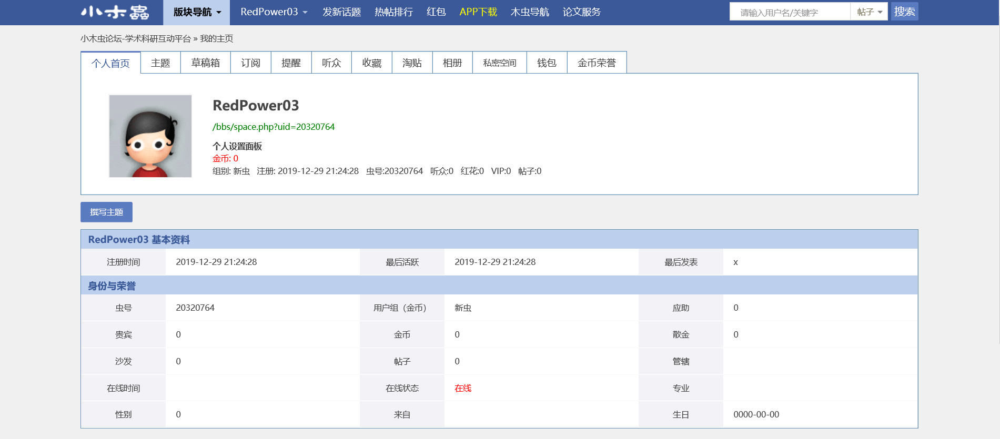 小木蟲 版块导航 RedPower03 发新话题 热帖排行 红包 APP下载 木虫导航 论文服务 请输入用户名/关键字 帖子 搜索
小木虫论坛-学术科研互动平台 » 我的主页
个人首页 主题 草稿箱 订阅 提醒 听众 收藏 淘贴 相册 私密空间 钱包 金币荣誉
RedPower03
/bbs/space.php?uid=20320764
个人设置面板
金币: 0
组别: 新虫 注册: 2019-12-29 21:24:28 虫号:20320764 听众:0 红花:0 VIP:0 帖子:0
撰写主题
RedPower03 基本资料
注册时间 2019-12-29 21:24:28 最后活跃 2019-12-29 21:24:28 最后发表 x
身份与荣誉
虫号 20320764 用户组（金币） 新虫 应助 0
贵宾 0 金币 0 散金 0
沙发 0 帖子 0 管辖
在线时间 在线状态 在线 专业
性别 0 来自 生日 0000-00-00